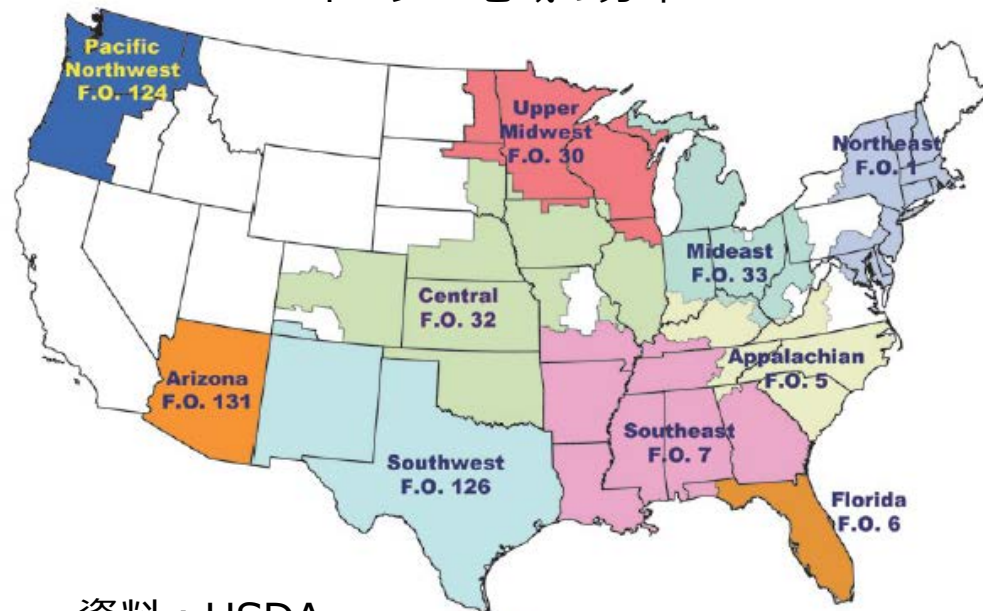 Pacific
Northwest
F.O. 124
Upper
Midwest
F.O. 30
Northeast
F.O. 1
Mideast
F.O. 33
Central
F.O. 32
Appalachian
F.O. 5
Arizona
F.O. 131
Southeast
F.O. 7
Southwest
F.O. 126
Florida
F.O. 6
資料：USDA